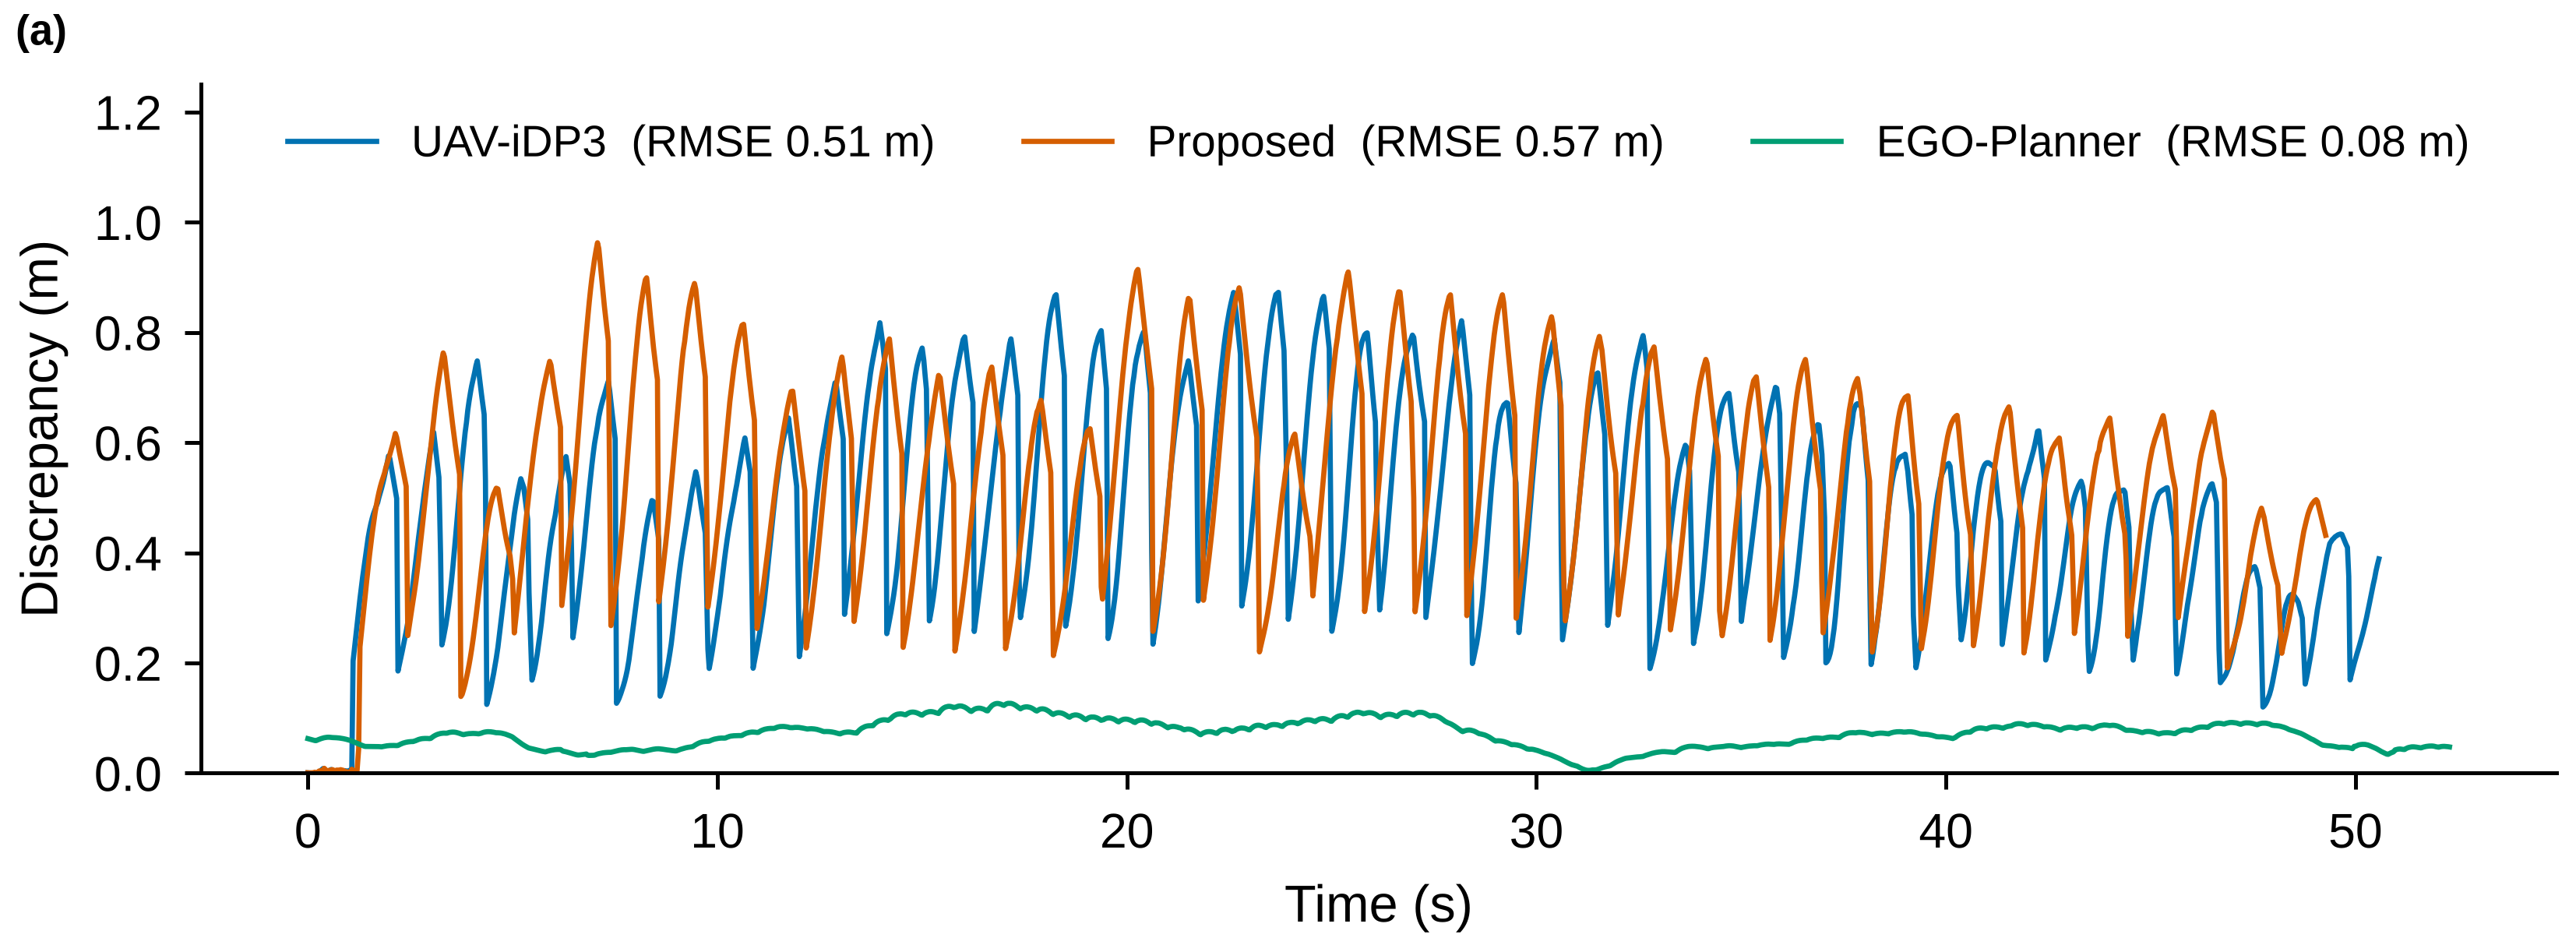 (a)
1.2
UAV-iDP3 (RMSE 0.51 m) Proposed (RMSE 0.57 m) EGO-Planner (RMSE 0.08 m)
1.0
0.8
0.6
0.4
0.2
0.0
Discrepancy (m)
0 10 20 30 40 50
Time (s)